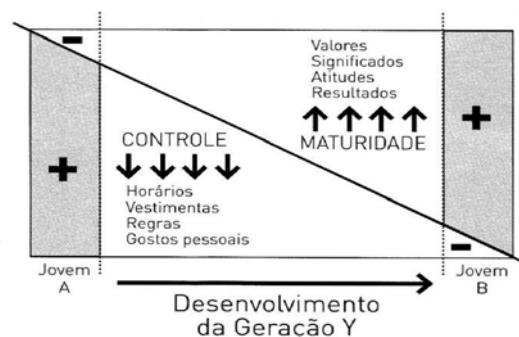 Valores
Significados
Atitudes
Resultados
MATURIDADE
CONTROLE
Horários
Vestimentas
Regras
Gostos pessoais
Jovem
A
Jovem
B
Desenvolvimento
da Geração Y